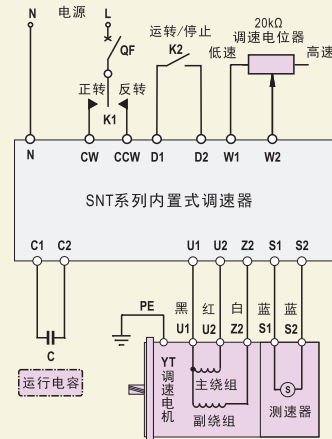 N 电源 L
20kΩ
运转/停止 调速电位器
QF K2 低速 高速
正转 反转
K1
N CW CCW D1 D2 W1 W2
SNT系列内置式调速器
C1 C2 U1 U2 Z2 S1 S2
PE 黑 红 白 蓝 蓝
U1 U2 Z2 S1 S2
C
运行电容
YT调速电机
主绕组
副绕组
S
测速器